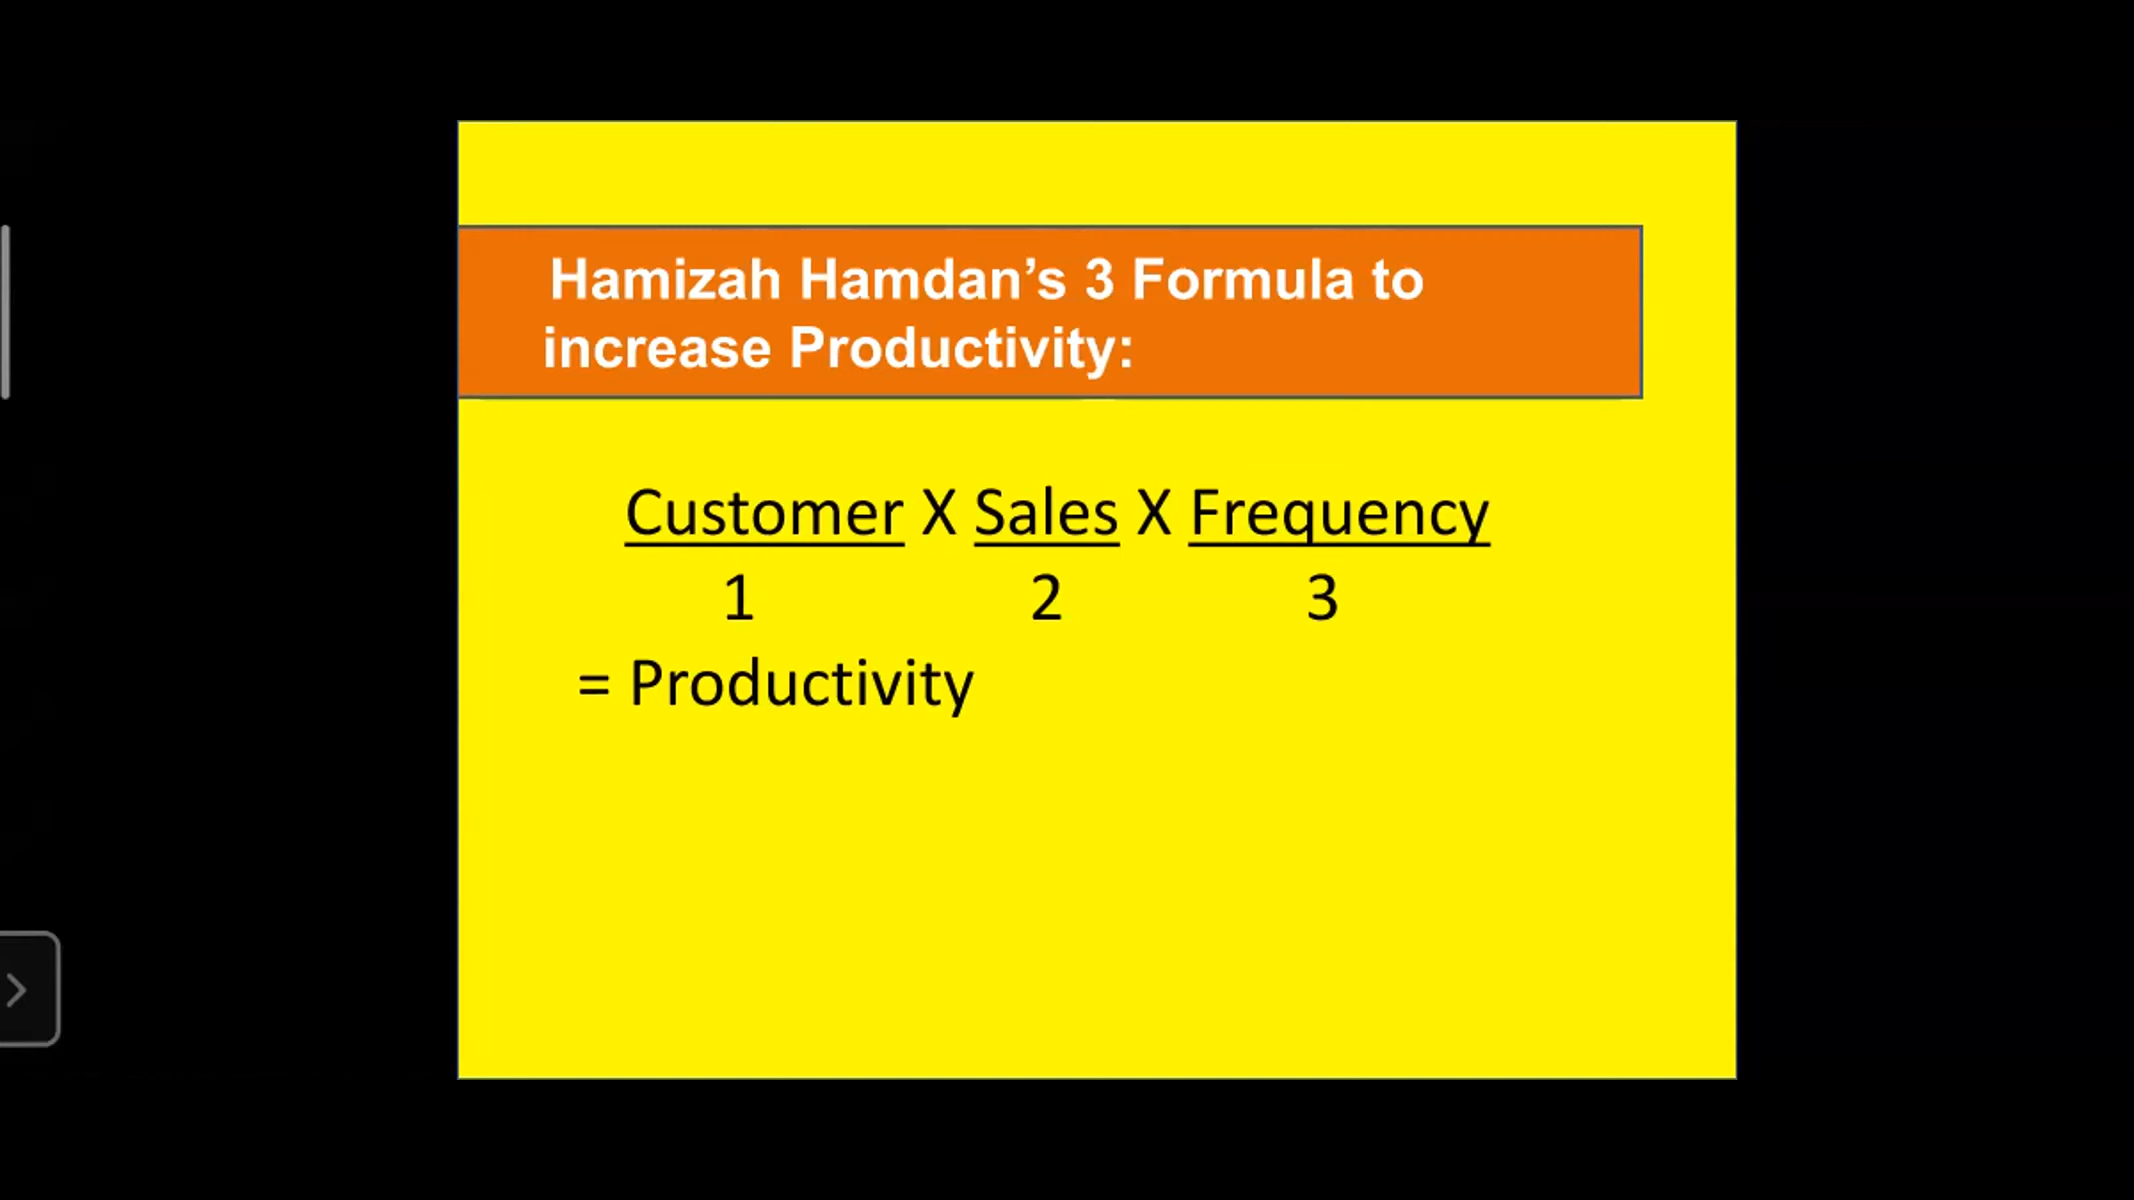 Hamizah Hamdan’s 3 Formula to
increase Productivity:
Customer X Sales X Frequency
1 2 3
= Productivity